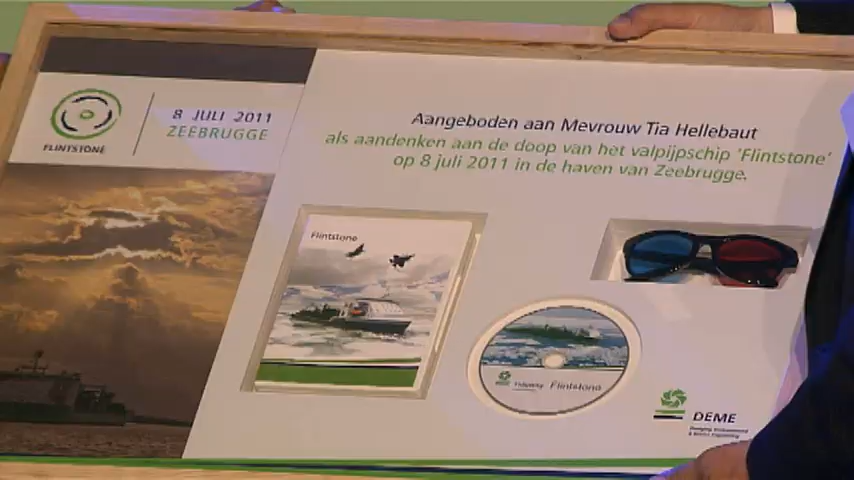 8 JULI 2011
ZEEBRUGGE
FLINTSTONE
Aangeboden aan Mevrouw Tia Hellebaut
als aandenken aan de doop van het valpijpschip 'Flintstone'
op 8 juli 2011 in de haven van Zeebrugge.
Flintstone
Flintstone
DEME